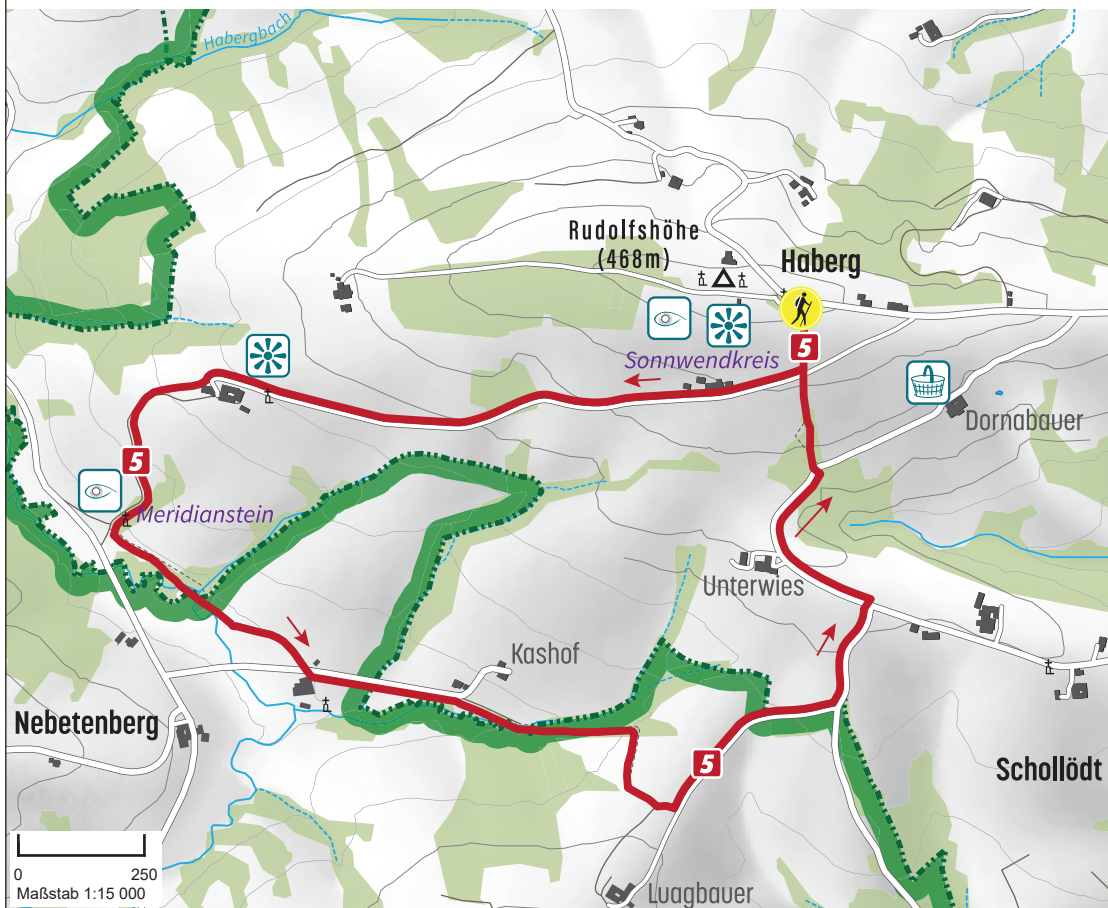 Habergbach
Rudolfshöhe
(468m)
Haberg
5
Sonnwendkreis
Dornabauer
5
Meridianstein
Unterwies
Kashof
Nebetenberg
5
Schollödt
0 250
Maßstab 1:15 000
Luagbauer